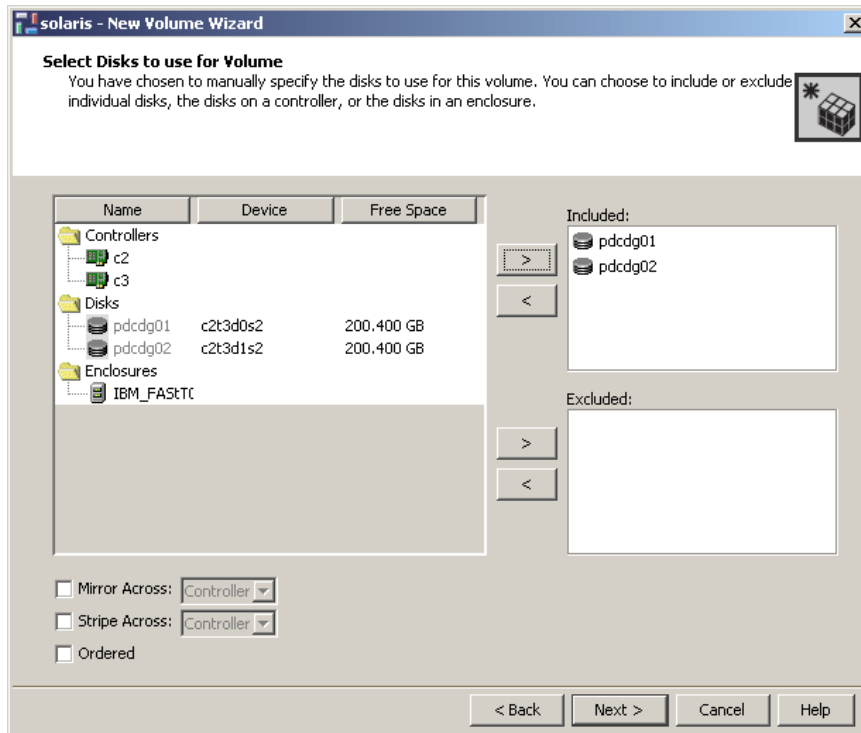 solaris - New Volume Wizard
Select Disks to use for Volume
You have chosen to manually specify the disks to use for this volume. You can choose to include or exclude
individual disks, the disks on a controller, or the disks in an enclosure.
Name Device Free Space
Controllers
c2
c3
Disks
pdcdg01 c2t3d0s2 200.400 GB
pdcdg02 c2t3d1s2 200.400 GB
Enclosures
IBM_FAStT
>
<
Included:
pdcdg01
pdcdg02
>
<
Excluded:
Mirror Across: Controller
Stripe Across: Controller
Ordered
< Back Next > Cancel Help